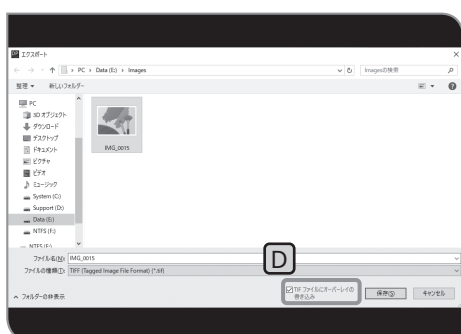 エクスポート
PC > Data (E:) > Images
Imagesの検索
整理 ▼ 新しいフォルダー
PC
3D オブジェクト
ダウンロード
デスクトップ
ドキュメント
ピクチャ
ビデオ
ミュージック
System (C:)
Support (D:)
Data (E:)
NTFS (F:)
NTFS (F:)
IMG_0015
ファイル名(N): IMG_0015
ファイルの種類(T): TIFF (Tagged Image File Format) (*.tif)
D
フォルダーの非表示
TIF ファイルにオーバーレイの
書き込み
保存(S)
キャンセル